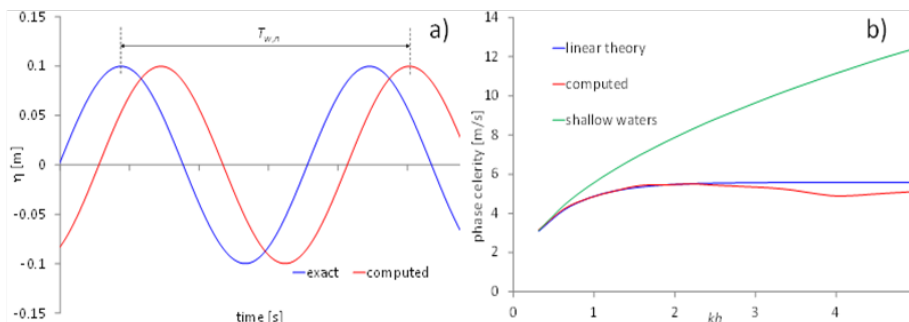 a)
T_w,n
0.15
0.1
0.05
0
-0.05
-0.1
-0.15
η [m]
exact
computed
time [s]
b)
14
12
10
8
6
4
2
0
phase celerity [m/s]
linear theory
computed
shallow waters
0 1 2 3 4
kh